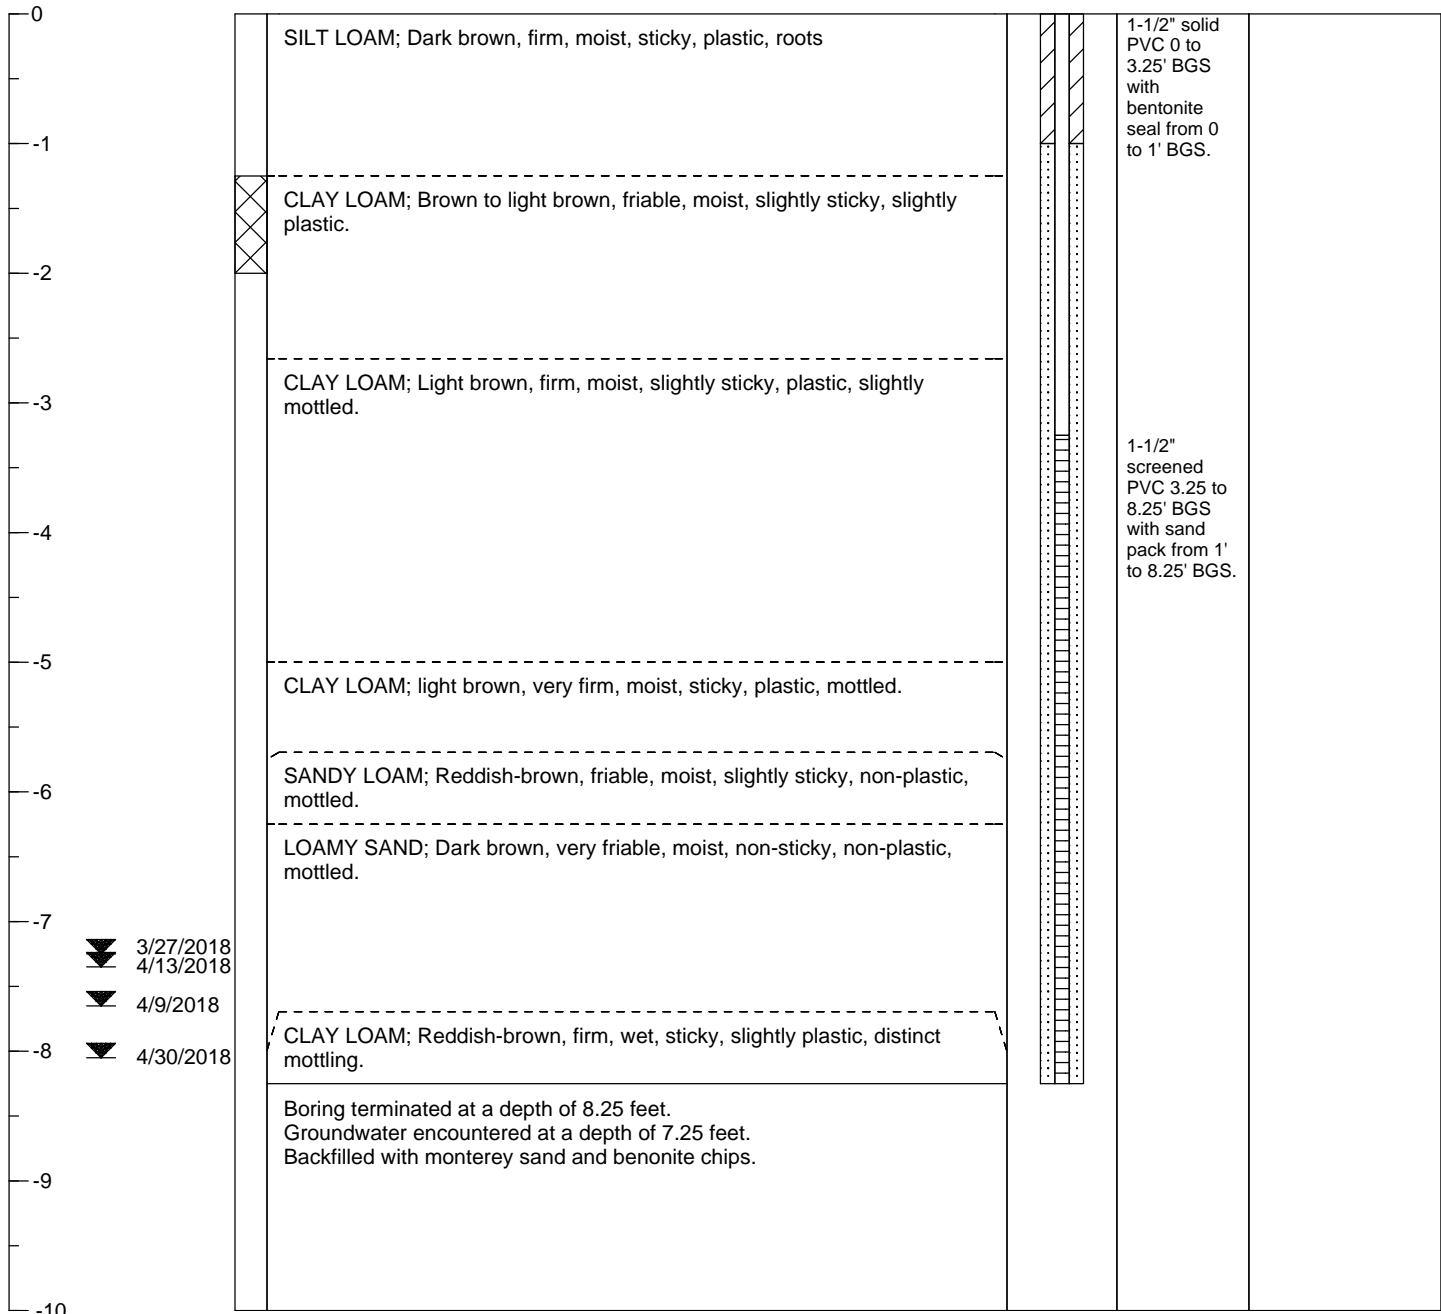 0
SILT LOAM; Dark brown, firm, moist, sticky, plastic, roots
1-1/2" solid
PVC 0 to
3.25' BGS
with
bentonite
seal from 0
to 1' BGS.
-1
CLAY LOAM; Brown to light brown, friable, moist, slightly sticky, slightly
plastic.
-2
CLAY LOAM; Light brown, firm, moist, slightly sticky, plastic, slightly
mottled.
-3
1-1/2"
screened
PVC 3.25 to
8.25' BGS
with sand
pack from 1'
to 8.25' BGS.
-4
-5
CLAY LOAM; light brown, very firm, moist, sticky, plastic, mottled.
SANDY LOAM; Reddish-brown, friable, moist, slightly sticky, non-plastic,
mottled.
-6
LOAMY SAND; Dark brown, very friable, moist, non-sticky, non-plastic,
mottled.
-7
3/27/2018
4/13/2018
4/9/2018
CLAY LOAM; Reddish-brown, firm, wet, sticky, slightly plastic, distinct
mottling.
-8
4/30/2018
Boring terminated at a depth of 8.25 feet.
Groundwater encountered at a depth of 7.25 feet.
Backfilled with monterey sand and benonite chips.
-9
-10